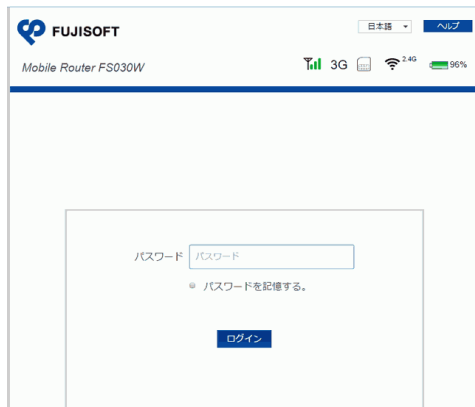 FUJISOFT
日本語 ヘルプ
Mobile Router FS030W
3G 2.4G 96%
パスワード パスワード
パスワードを記憶する。
ログイン